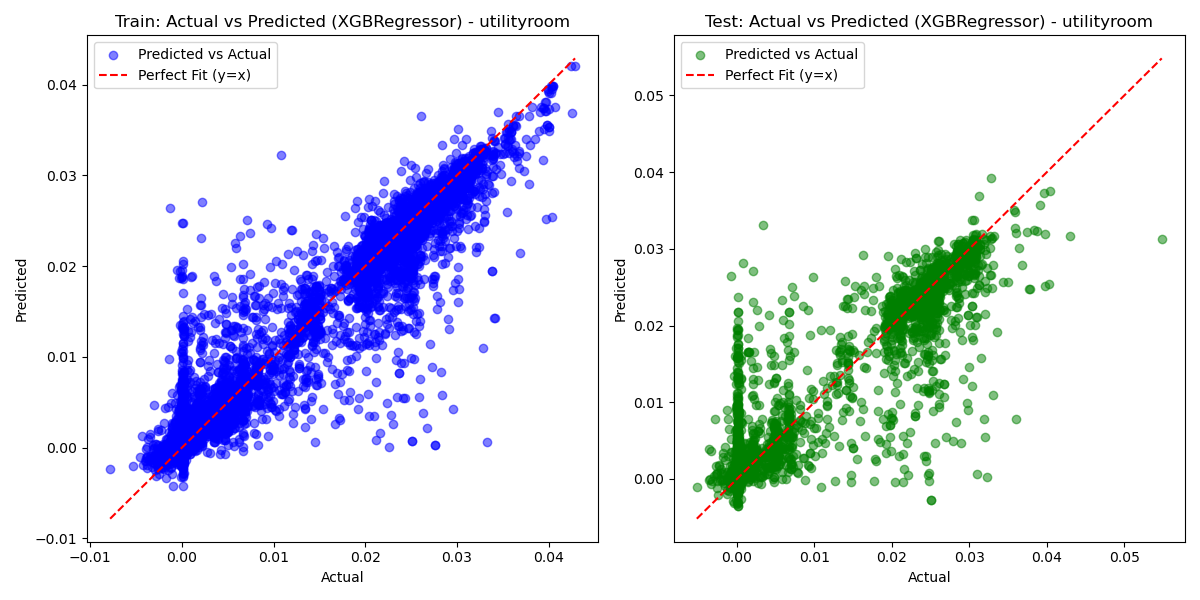 Train: Actual vs Predicted (XGBRegressor) - utilityroom
Predicted vs Actual
Perfect Fit (y=x)
0.04
0.03
0.02
0.01
0.00
−0.01
Predicted
−0.01 0.00 0.01 0.02 0.03 0.04
Actual
Test: Actual vs Predicted (XGBRegressor) - utilityroom
Predicted vs Actual
Perfect Fit (y=x)
0.05
0.04
0.03
0.02
0.01
0.00
Predicted
0.00 0.01 0.02 0.03 0.04 0.05
Actual